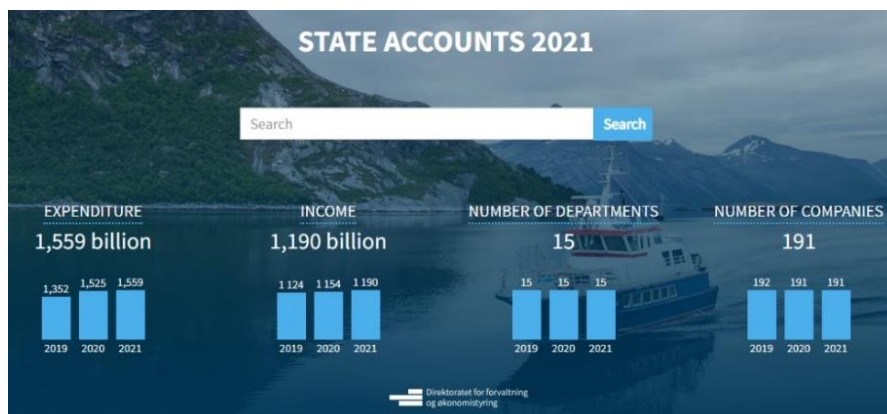 STATE ACCOUNTS 2021
Search Search
EXPENDITURE
1,559 billion
1,352 1,525 1,559
2019 2020 2021
INCOME
1,190 billion
1 124 1 154 1 190
2019 2020 2021
NUMBER OF DEPARTMENTS
15
15 15 15
2019 2020 2021
NUMBER OF COMPANIES
191
192 191 191
2019 2020 2021
Direktoratet for forvaltning
og økonomistyring